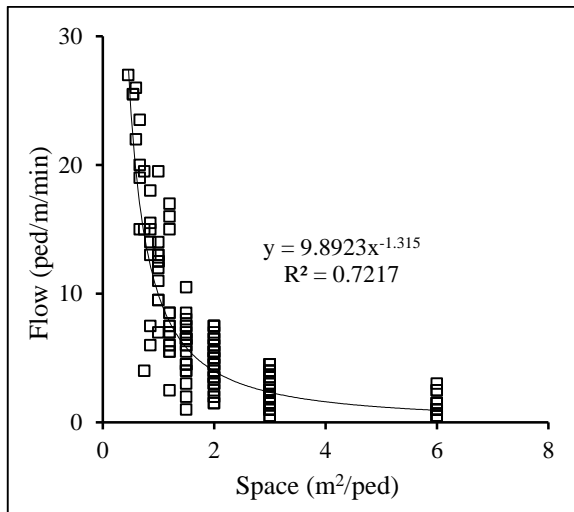 30
20
10
0
0 2 4 6 8
Flow (ped/m/min)
Space (m²/ped)
y = 9.8923x⁻¹·³¹⁵
R² = 0.7217